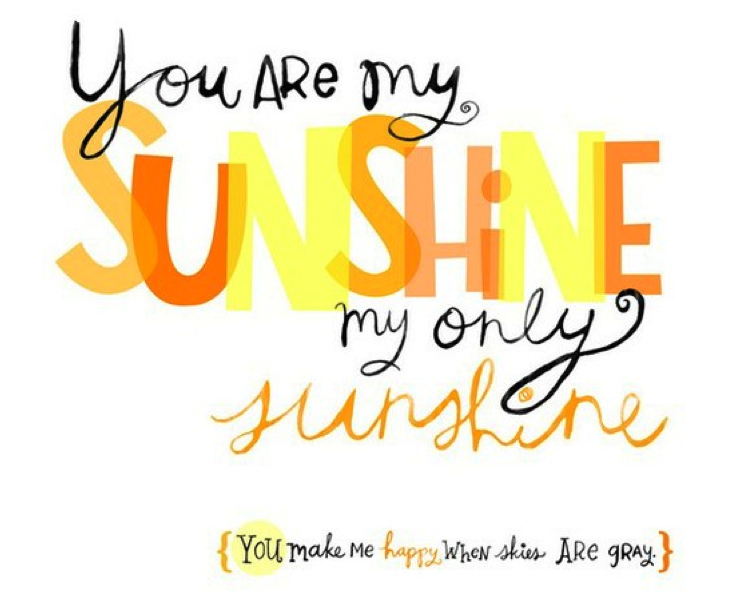 You ARe my
SUNSHiNE
my only
sunshine
{ YOU make Me happy WHeN skies ARe gRAy. }